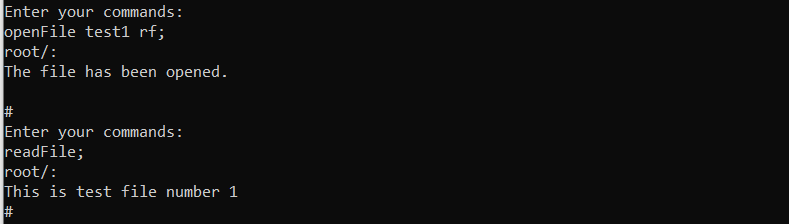 Enter your commands:
openFile test1 rf;
root/:
The file has been opened.
#
Enter your commands:
readFile;
root/:
This is test file number 1
#